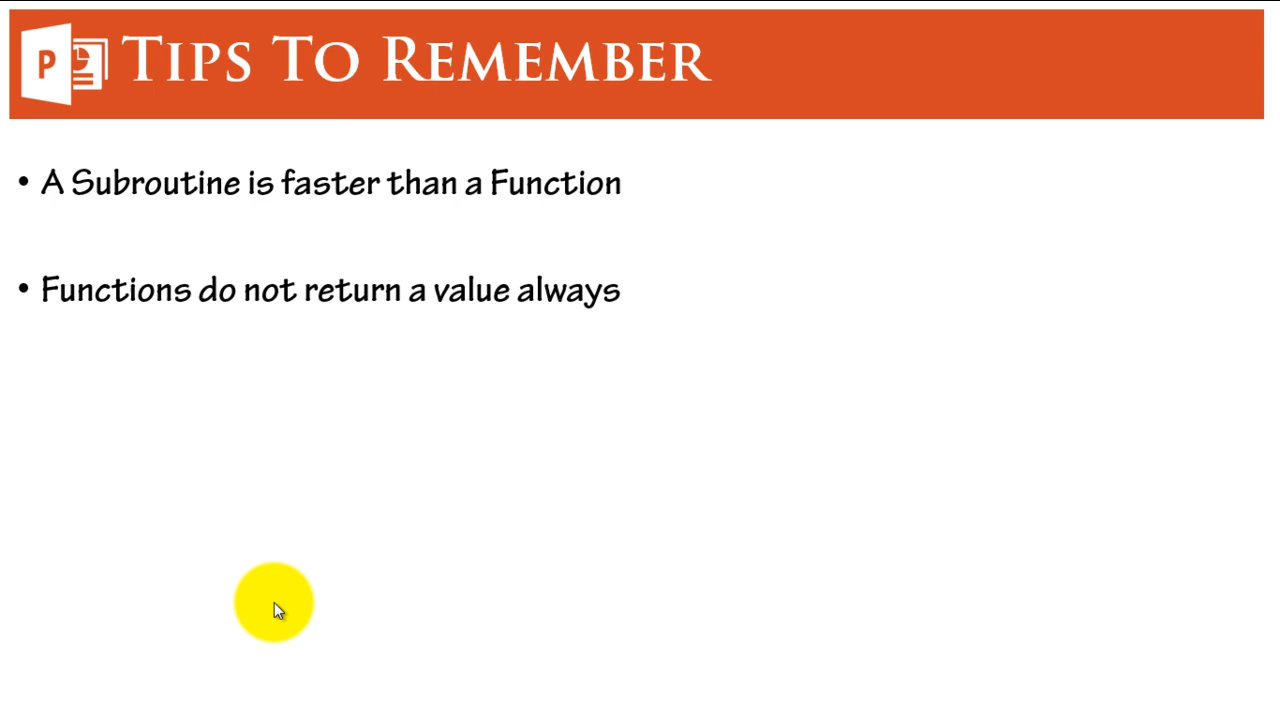 P Tips To Remember
• A Subroutine is faster than a Function
• Functions do not return a value always